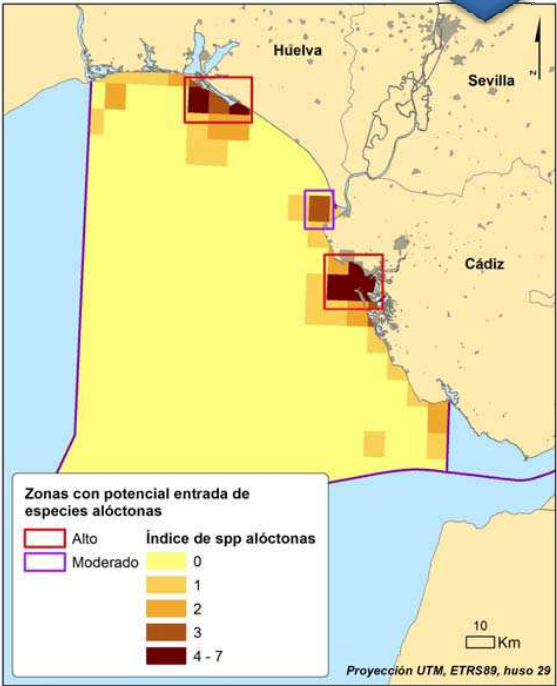 Huelva
Sevilla
z
Cádiz
Zonas con potencial entrada de
especies alóctonas
Alto
Moderado
Índice de spp alóctonas
0
1
2
3
4 - 7
10
Km
Proyección UTM, ETRS89, huso 29